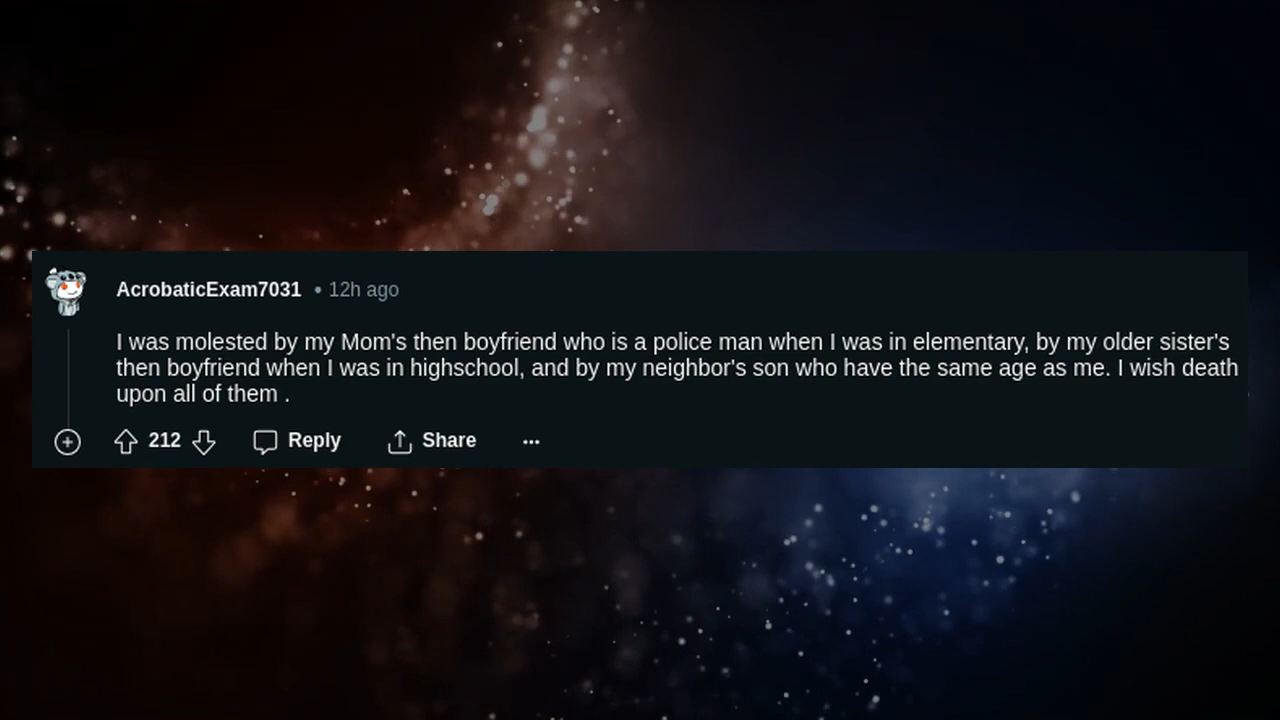 AcrobaticExam7031 • 12h ago
I was molested by my Mom's then boyfriend who is a police man when I was in elementary, by my older sister's
then boyfriend when I was in highschool, and by my neighbor's son who have the same age as me. I wish death
upon all of them .
212 Reply Share ...